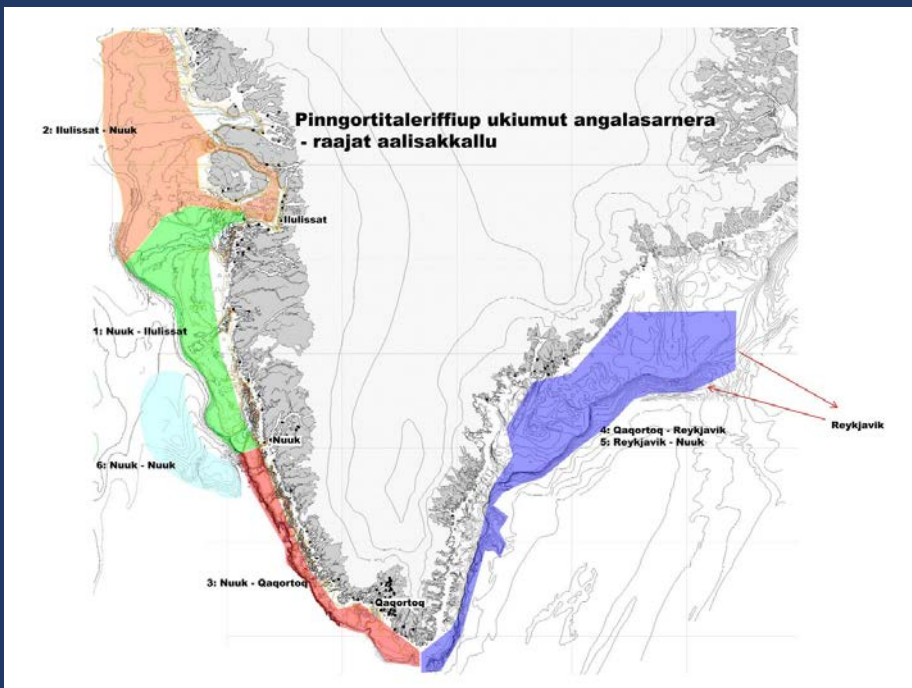 Pinngortitaleriffiup ukiumut angalasarnera
- raajat aalisakkallu
2: Ilulissat - Nuuk
Ilulissat
1: Nuuk - Ilulissat
Reykjavik
4: Qaqortoq - Reykjavik
5: Reykjavik - Nuuk
Nuuk
6: Nuuk - Nuuk
3: Nuuk - Qaqortoq
Qaqortoq